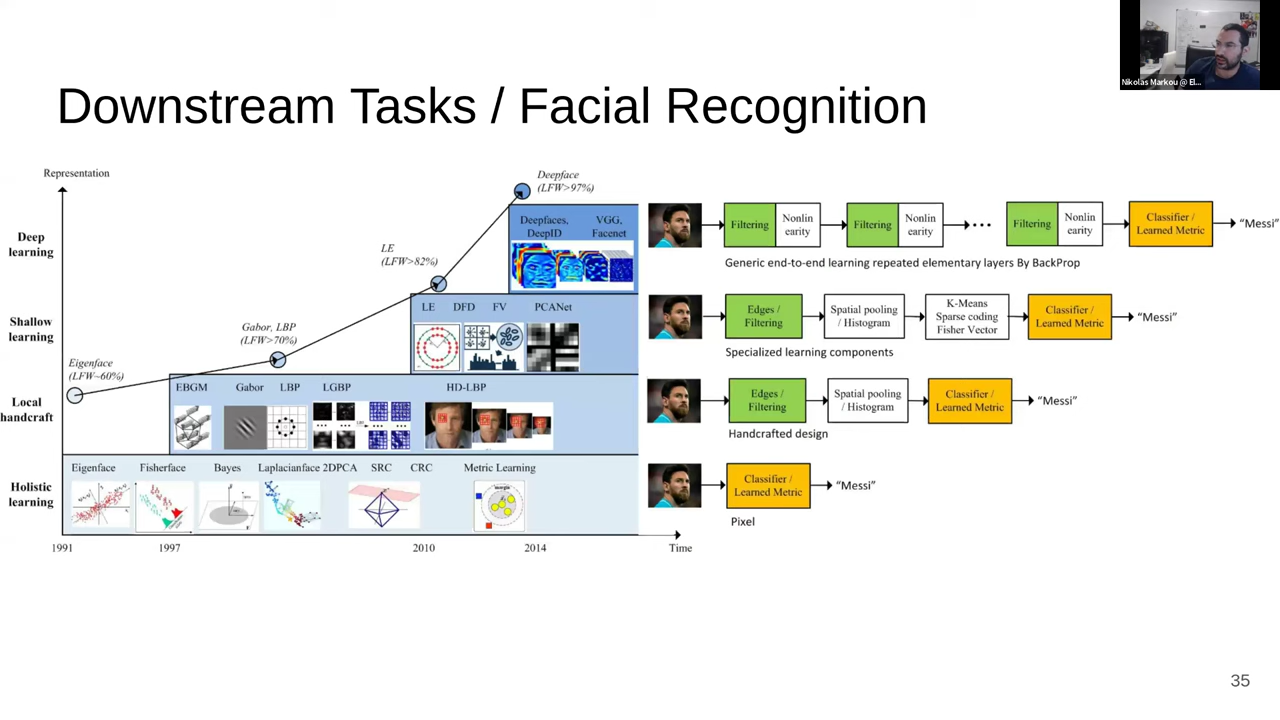 Nikolas Markou @ El...
Downstream Tasks / Facial Recognition
Representation
Deep
learning
Shallow
learning
Local
handcraft
Holistic
learning
Eigenface
(LFW~60%)
Gabor, LBP
(LFW>70%)
LE
(LFW>82%)
Deepface
(LFW>97%)
Deepfaces,
DeepID
VGG,
Facenet
LE DFD FV PCANet
EBGM Gabor LBP LGBP HD-LBP
Eigenface Fisherface Bayes Laplacianface 2DPCA SRC CRC Metric Learning
1991 1997 2010 2014 Time
Filtering
Nonlin
earity
Filtering
Nonlin
earity
...
Filtering
Nonlin
earity
Classifier /
Learned Metric
“Messi”
Generic end-to-end learning repeated elementary layers By BackProp
Edges /
Filtering
Spatial pooling
/ Histogram
K-Means
Sparse coding
Fisher Vector
Classifier /
Learned Metric
“Messi”
Specialized learning components
Edges /
Filtering
Spatial pooling
/ Histogram
Classifier /
Learned Metric
“Messi”
Handcrafted design
Classifier /
Learned Metric
“Messi”
Pixel
35